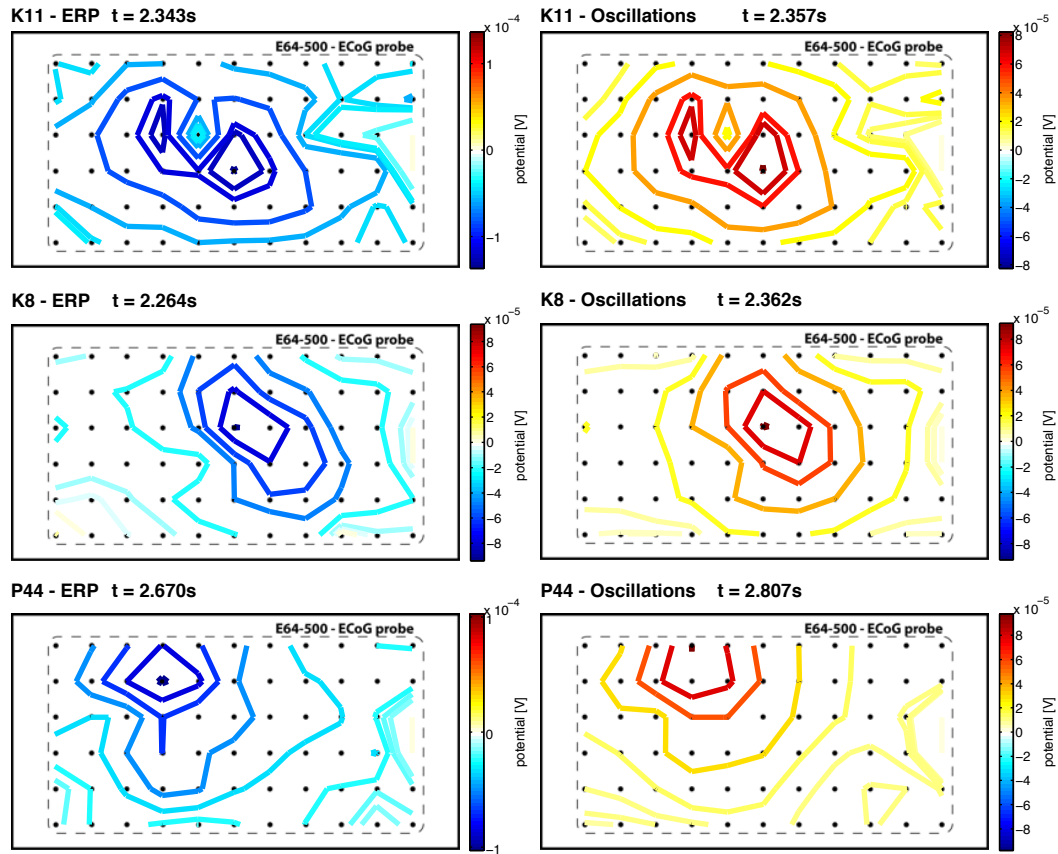 K11 - ERP t = 2.343s
x 10^-4
E64-500 - ECoG probe
1
0
−1
potential [V]
K11 - Oscillations t = 2.357s
x 10^-5
E64-500 - ECoG probe
8
6
4
2
0
−2
−4
−6
−8
potential [V]
K8 - ERP t = 2.264s
x 10^-5
E64-500 - ECoG probe
8
6
4
2
0
−2
−4
−6
−8
potential [V]
K8 - Oscillations t = 2.362s
x 10^-5
E64-500 - ECoG probe
8
6
4
2
0
−2
−4
−6
−8
potential [V]
P44 - ERP t = 2.670s
x 10^-4
E64-500 - ECoG probe
1
0
−1
potential [V]
P44 - Oscillations t = 2.807s
x 10^-5
E64-500 - ECoG probe
8
6
4
2
0
−2
−4
−6
−8
potential [V]